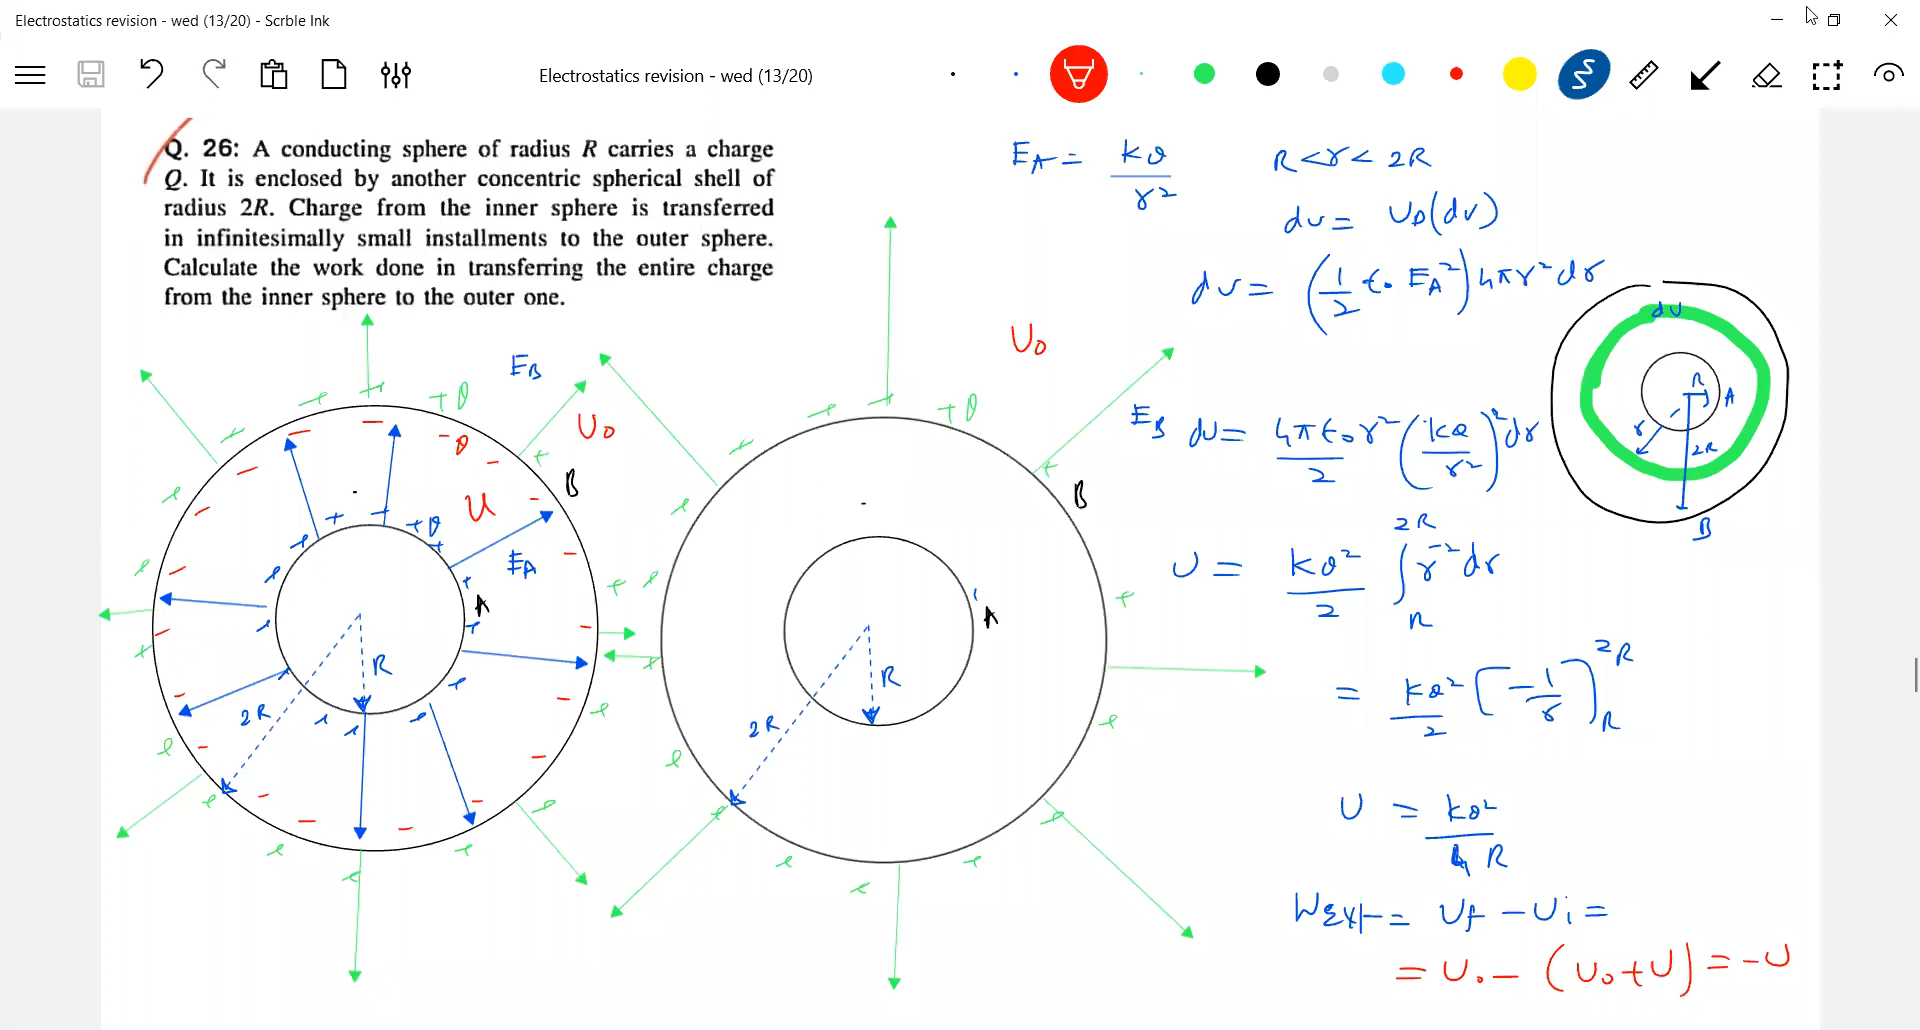 Electrostatics revision - wed (13/20) - Scrble Ink
Electrostatics revision - wed (13/20)
Q. 26: A conducting sphere of radius R carries a charge
Q. It is enclosed by another concentric spherical shell of
radius 2R. Charge from the inner sphere is transferred
in infinitesimally small installments to the outer sphere.
Calculate the work done in transferring the entire charge
from the inner sphere to the outer one.
E_A = kQ/r² R<r<2R
dU = U_D(dV)
dU = (1/2 ε₀ E_A²) 4πr²dr
dU
R A
r 2R
B
E_B
U₀
+Q
-Q
B
U
+Q
E_A
A
R
2R
U₀
+Q
E_B
B
A
R
2R
dU = 4πε₀r²/2 (kQ/r²)² dr
U = kQ²/2 ∫_R^2R r⁻² dr
= kQ²/2 [-1/r]_R^2R
U = kQ²/4R
W_Ext = U_f - U_i =
= U₀ - (U₀+U) = -U